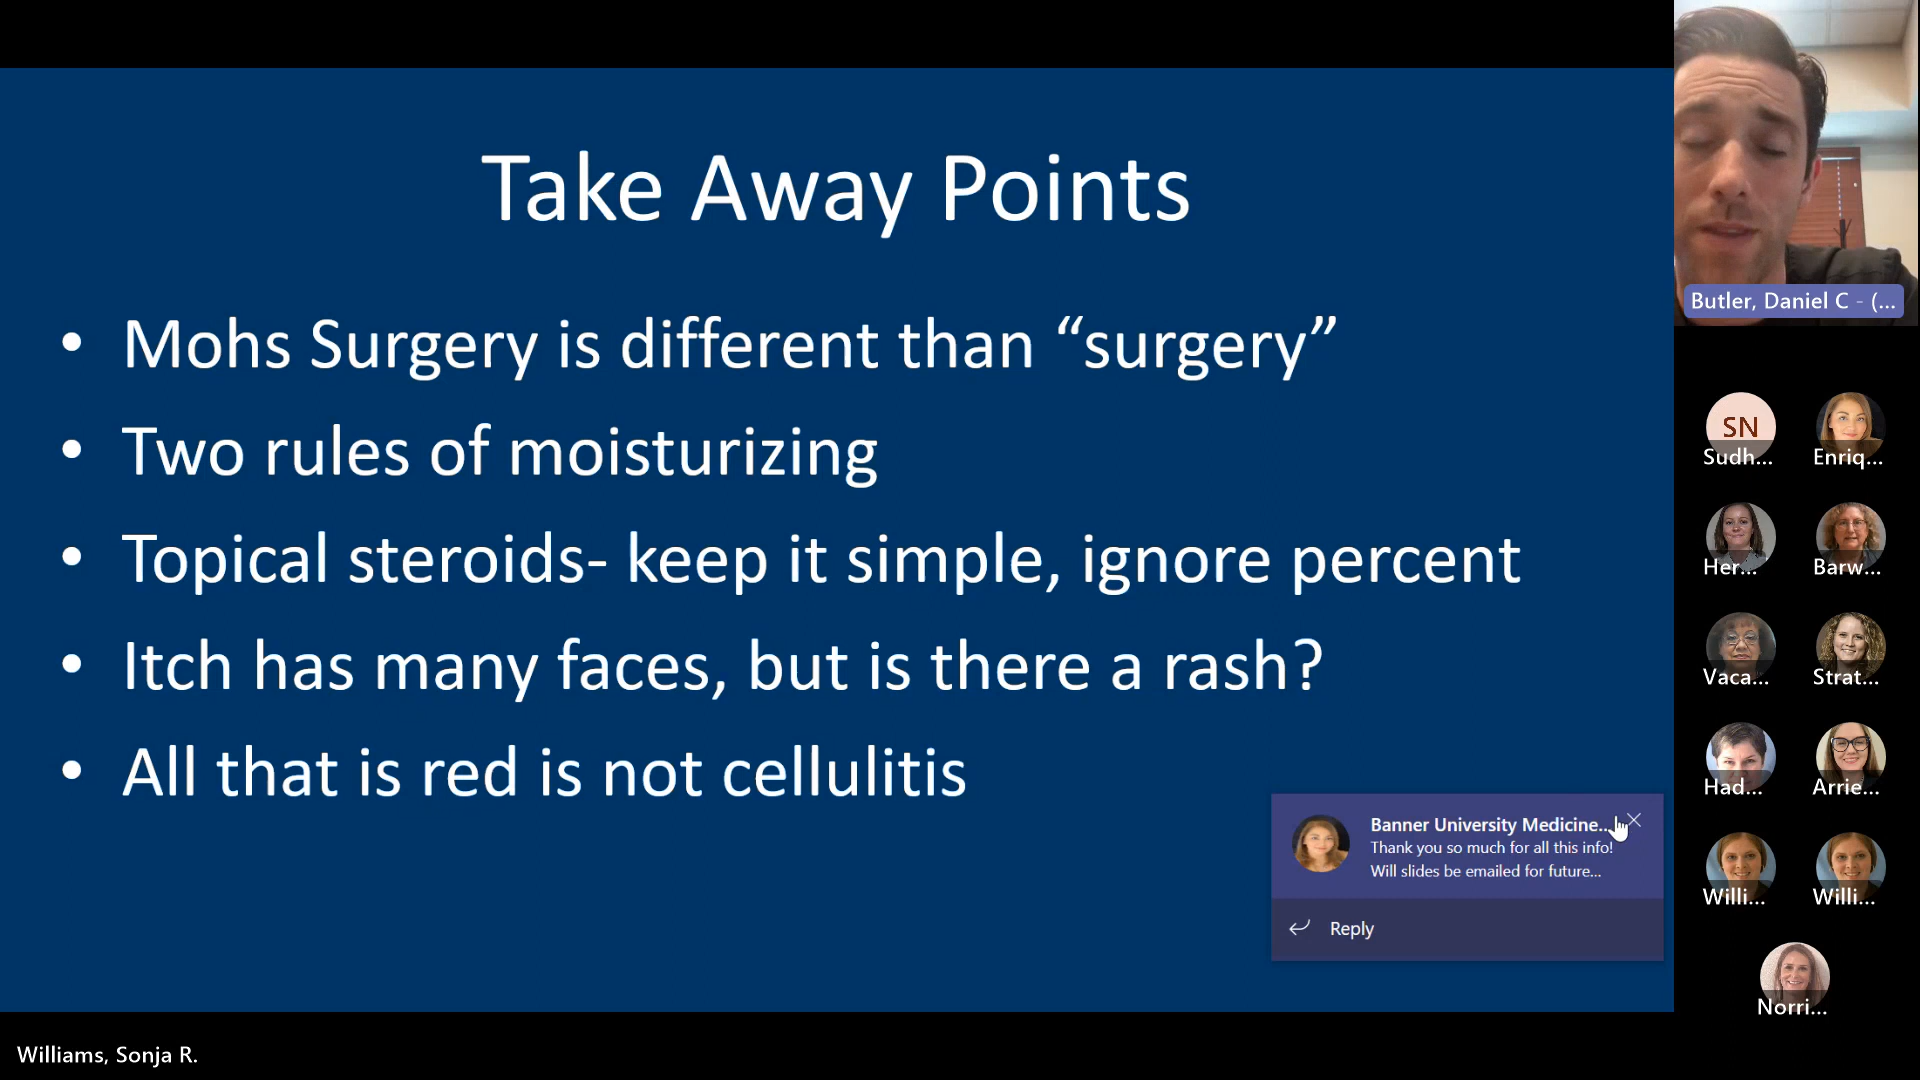 Take Away Points
• Mohs Surgery is different than “surgery”
• Two rules of moisturizing
• Topical steroids- keep it simple, ignore percent
• Itch has many faces, but is there a rash?
• All that is red is not cellulitis
Banner University Medicine...
Thank you so much for all this info!
Will slides be emailed for future...
Reply
Butler, Daniel C - (...
SN
Sudh...
Enriq...
Her...
Barw...
Vaca...
Strat...
Had...
Arrie...
Willi...
Willi...
Norri...
Williams, Sonja R.